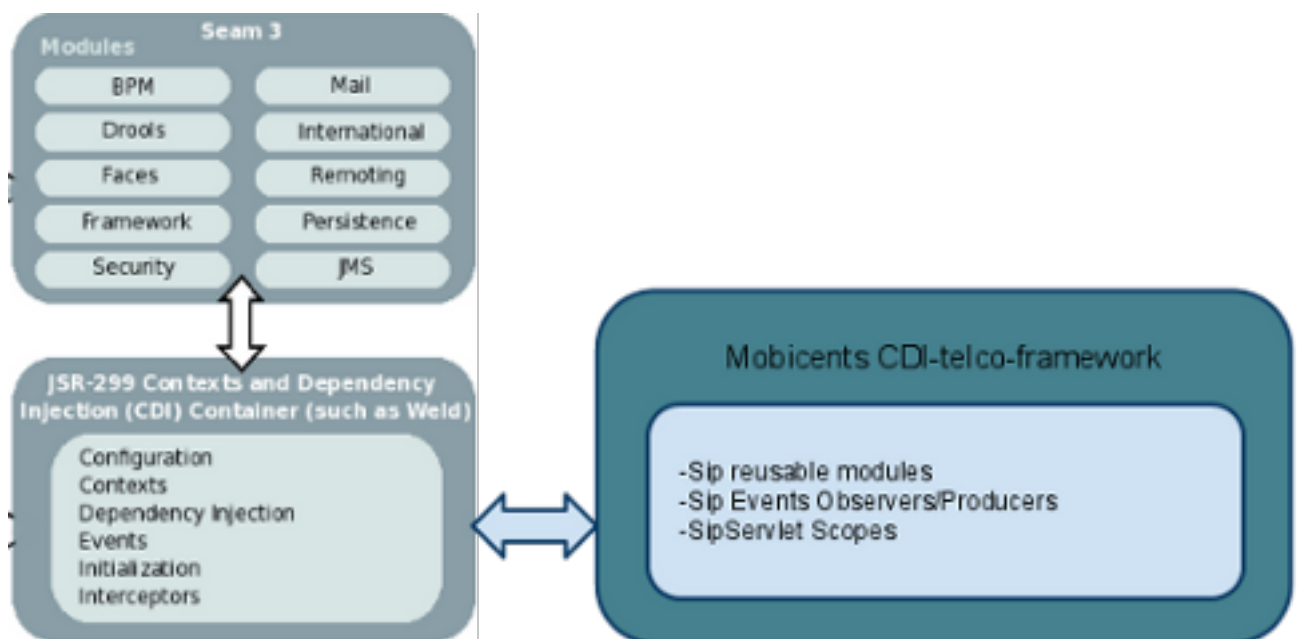 Seam 3
Modules
BPM
Mail
Drools
International
Faces
Remoting
Framework
Persistence
Security
JMS
JSR-299 Contexts and Dependency
Injection (CDI) Container (such as Weld)
Configuration
Contexts
Dependency Injection
Events
Initialization
Interceptors
Mobicents CDI-telco-framework
-Sip reusable modules
-Sip Events Observers/Producers
-SipServlet Scopes